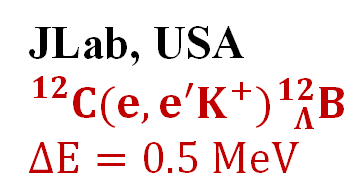 JLab, USA
¹²C(e, e′K⁺)¹²ΛB
ΔE = 0.5 MeV